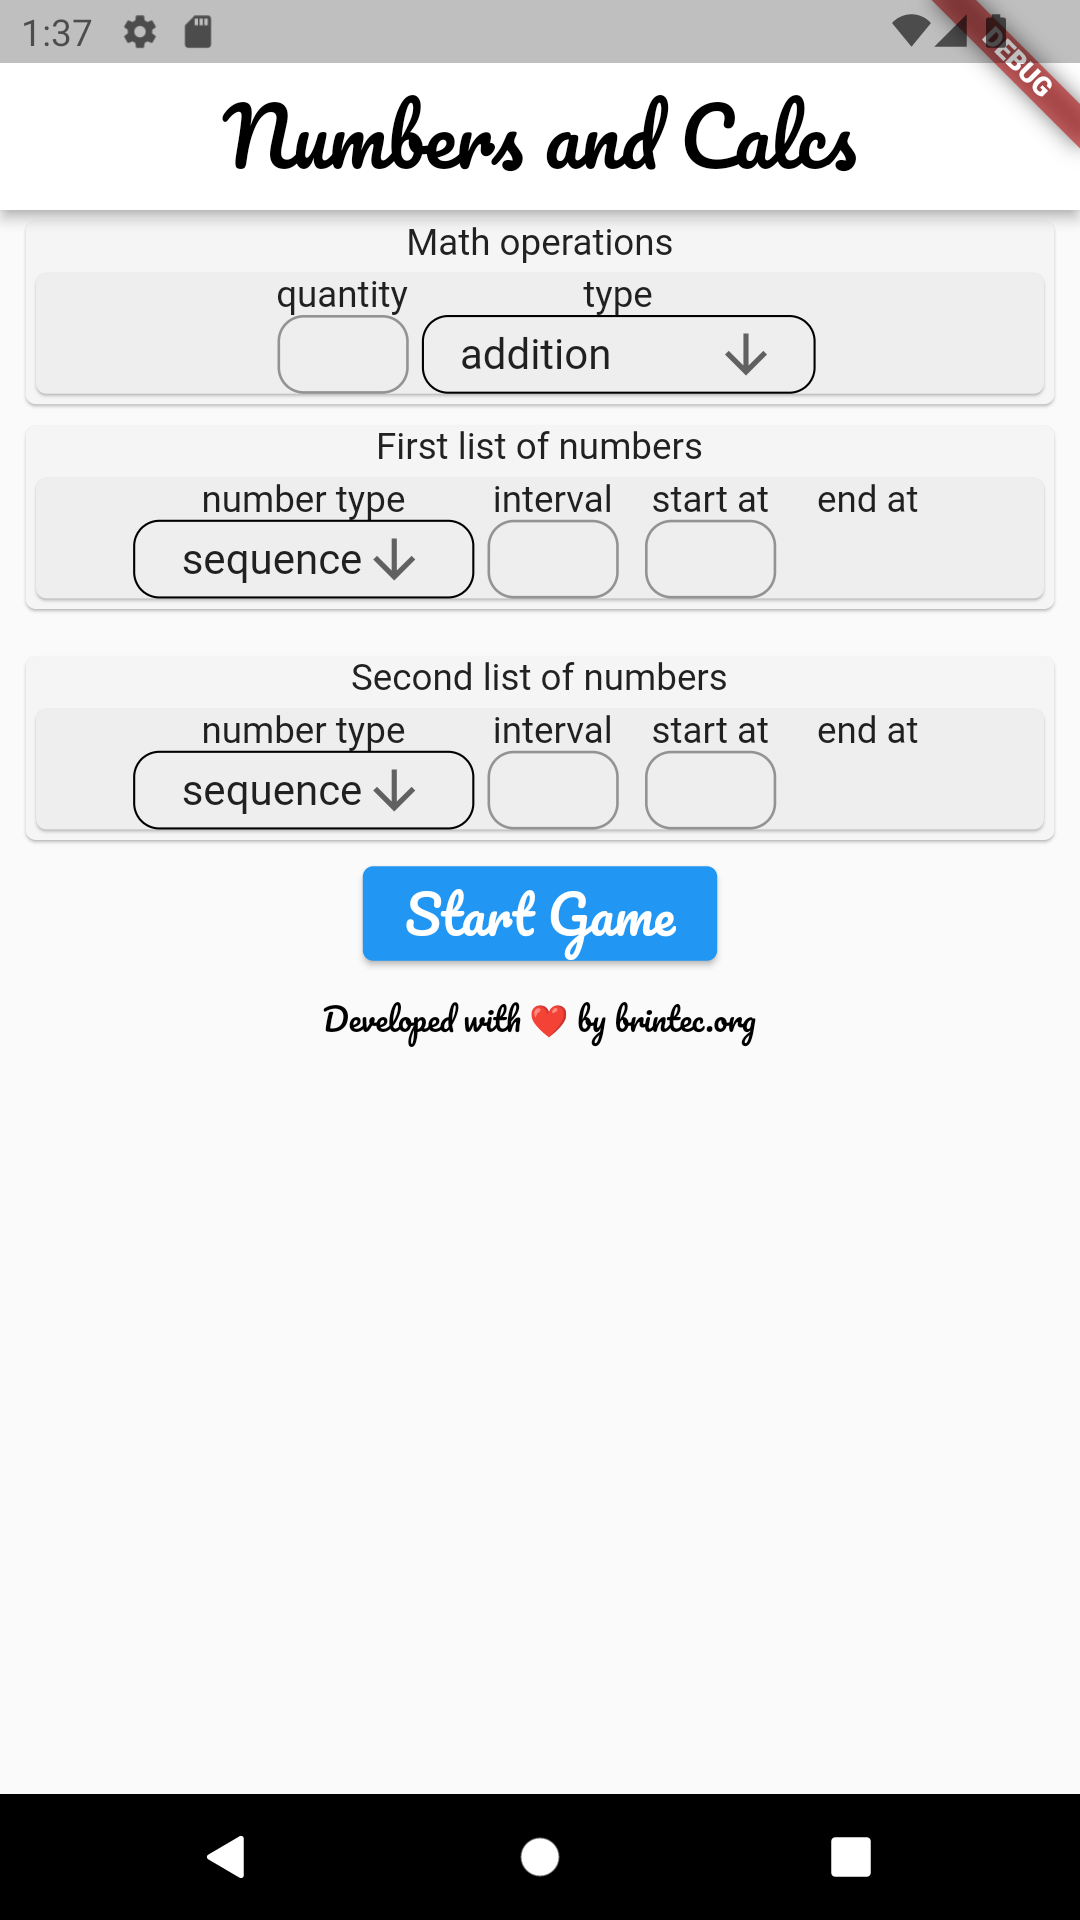 1:37
DEBUG
Numbers and Calcs
Math operations
quantity type
addition
First list of numbers
number type interval start at end at
sequence
Second list of numbers
number type interval start at end at
sequence
Start Game
Developed with ❤️ by brintec.org